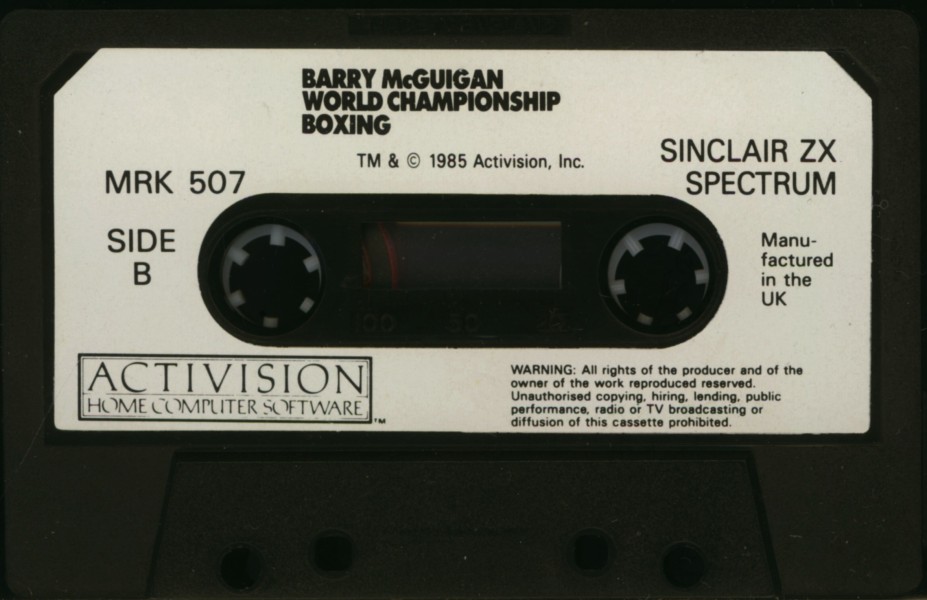 BARRY McGUIGAN
WORLD CHAMPIONSHIP
BOXING
TM & © 1985 Activision, Inc.
SINCLAIR ZX
SPECTRUM
MRK 507
SIDE
B
Manu-
factured
in the
UK
100 50
ACTIVISION
HOME COMPUTER SOFTWARE
TM
WARNING: All rights of the producer and of the
owner of the work reproduced reserved.
Unauthorised copying, hiring, lending, public
performance, radio or TV broadcasting or
diffusion of this cassette prohibited.